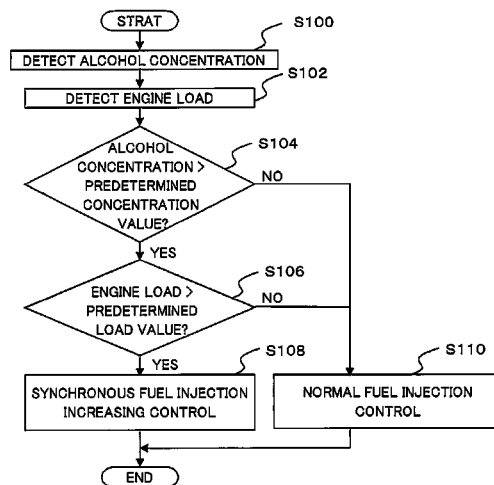 STRAT
S100
DETECT ALCOHOL CONCENTRATION
S102
DETECT ENGINE LOAD
S104
ALCOHOL
CONCENTRATION >
PREDETERMINED
CONCENTRATION
VALUE?
NO
YES
S106
ENGINE LOAD >
PREDETERMINED
LOAD VALUE?
NO
YES
S108
SYNCHRONOUS FUEL INJECTION
INCREASING CONTROL
S110
NORMAL FUEL INJECTION
CONTROL
END